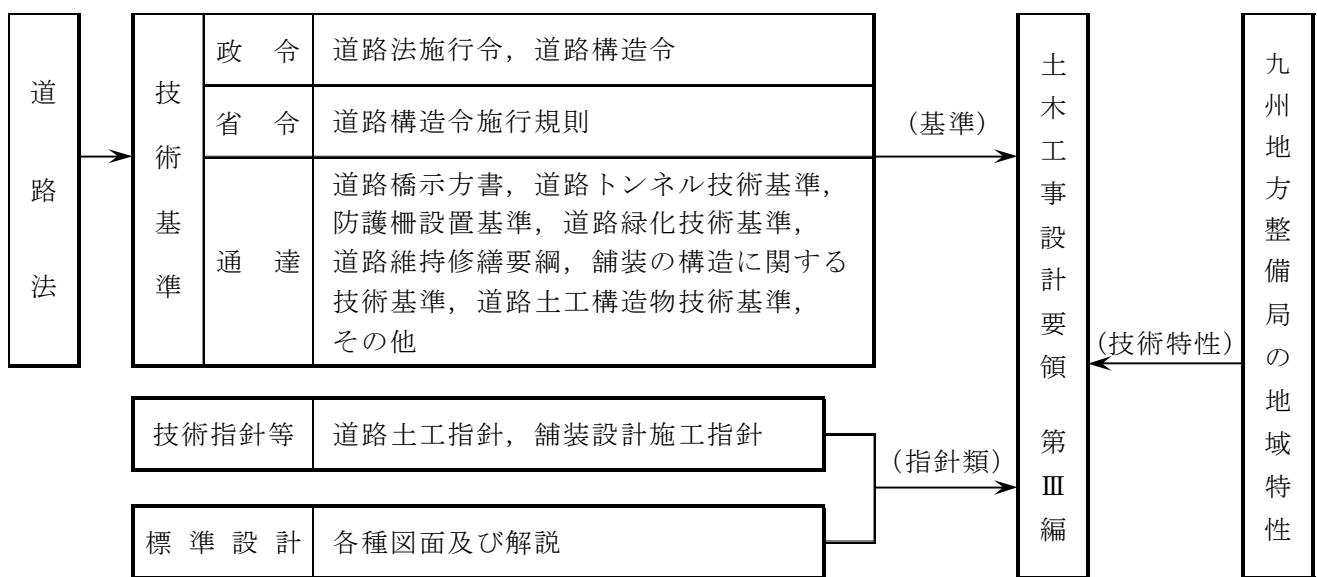 道路法
技術基準
政令
道路法施行令，道路構造令
省令
道路構造令施行規則
通達
道路橋示方書，道路トンネル技術基準，
防護柵設置基準，道路緑化技術基準，
道路維持修繕要綱，舗装の構造に関する
技術基準，道路土工構造物技術基準，
その他
技術指針等
道路土工指針，舗装設計施工指針
標準設計
各種図面及び解説
(基準)
(指針類)
土木工事設計要領 第Ⅲ編
(技術特性)
九州地方整備局の地域特性